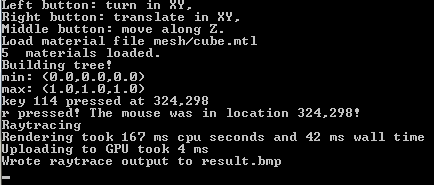 Left button: turn in XY,
Right button: translate in XY,
Middle button: move along Z.
Load material file mesh/cube.mtl
5  materials loaded.
Building tree!
min: (0.0,0.0,0.0)
max: (1.0,1.0,1.0)
key 114 pressed at 324,298
r pressed! The mouse was in location 324,298!
Raytracing
Rendering took 167 ms cpu seconds and 42 ms wall time
Uploading to GPU took 4 ms
Wrote raytrace output to result.bmp